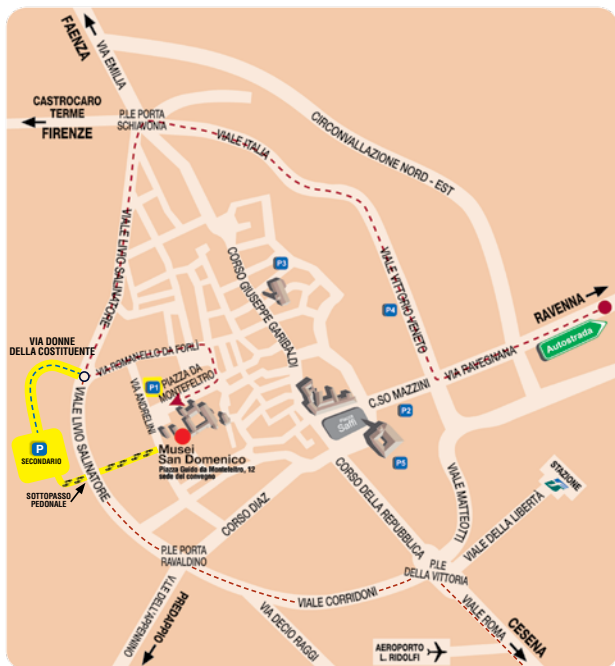 FAENZA
VIA EMILIA
CASTROCARO
TERME
FIRENZE
P.LE PORTA
SCHIAVONIA
VIALE ITALIA
CIRCONVALLAZIONE NORD - EST
VIALE LIVIO SALINATORE
CORSO GIUSEPPE GARIBALDI
P3
VIALE VITTORIO VENETO
P4
RAVENNA
Autostrada
VIA RAVEGNANA
VIA DONNE
DELLA COSTITUENTE
VIA ROMANELLO DA FORLÌ
P1
PIAZZA DA
MONTEFELTRO
VIA ANDRELINI
C.SO MAZZINI
P2
Piazza
Saffi
P5
P
SECONDARIO
VIALE LIVIO SALINATORE
Musei
San Domenico
Piazza Guido da Montefeltro, 12
sede del convegno
SOTTOPASSO
PEDONALE
CORSO DIAZ
CORSO DELLA REPUBBLICA
VIALE MATTEOTTI
STAZIONE
VIALE DELLA LIBERTÀ
P.LE PORTA
RAVALDINO
P.LE
DELLA VITTORIA
VIALE CORRIDONI
V.LE DELL'APPENNINO
PREDAPPIO
VIA DECIO RAGGI
VIALE ROMA
CESENA
AEROPORTO
L. RIDOLFI